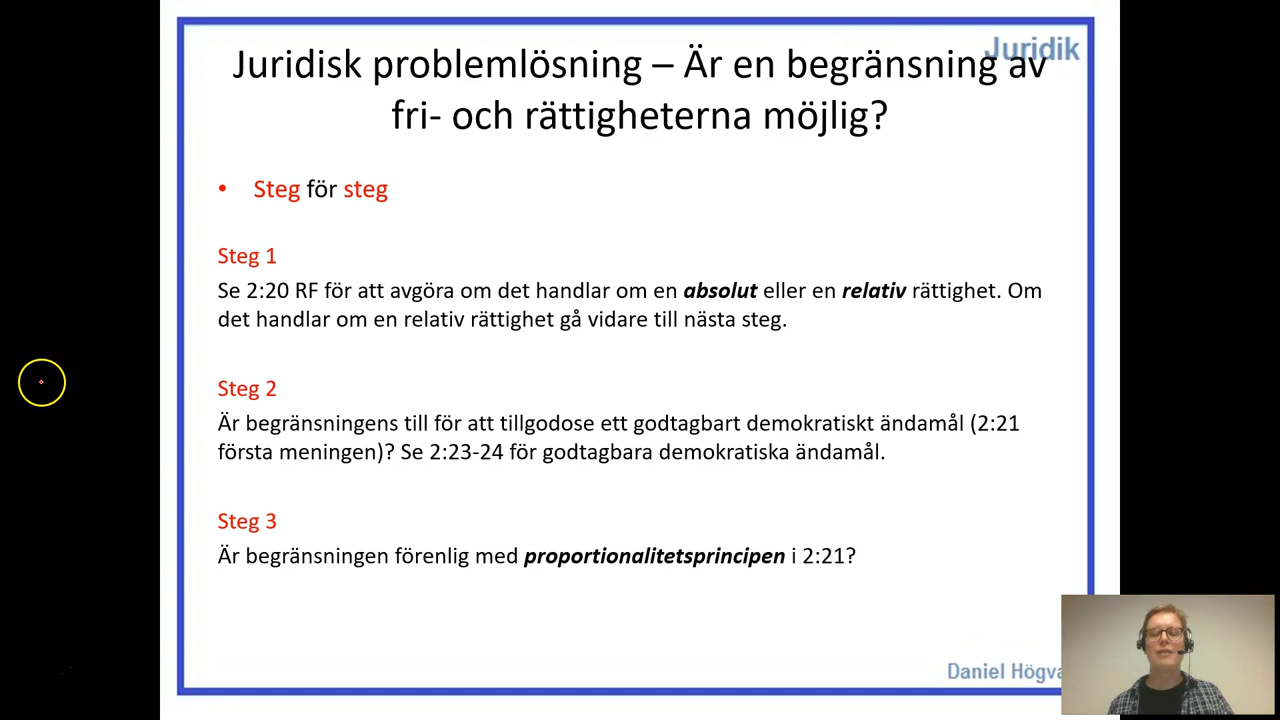 Juridik
Juridisk problemlösning – Är en begränsning av
fri- och rättigheterna möjlig?
• Steg för steg
Steg 1
Se 2:20 RF för att avgöra om det handlar om en absolut eller en relativ rättighet. Om
det handlar om en relativ rättighet gå vidare till nästa steg.
Steg 2
Är begränsningens till för att tillgodose ett godtagbart demokratiskt ändamål (2:21
första meningen)? Se 2:23-24 för godtagbara demokratiska ändamål.
Steg 3
Är begränsningen förenlig med proportionalitetsprincipen i 2:21?
Daniel